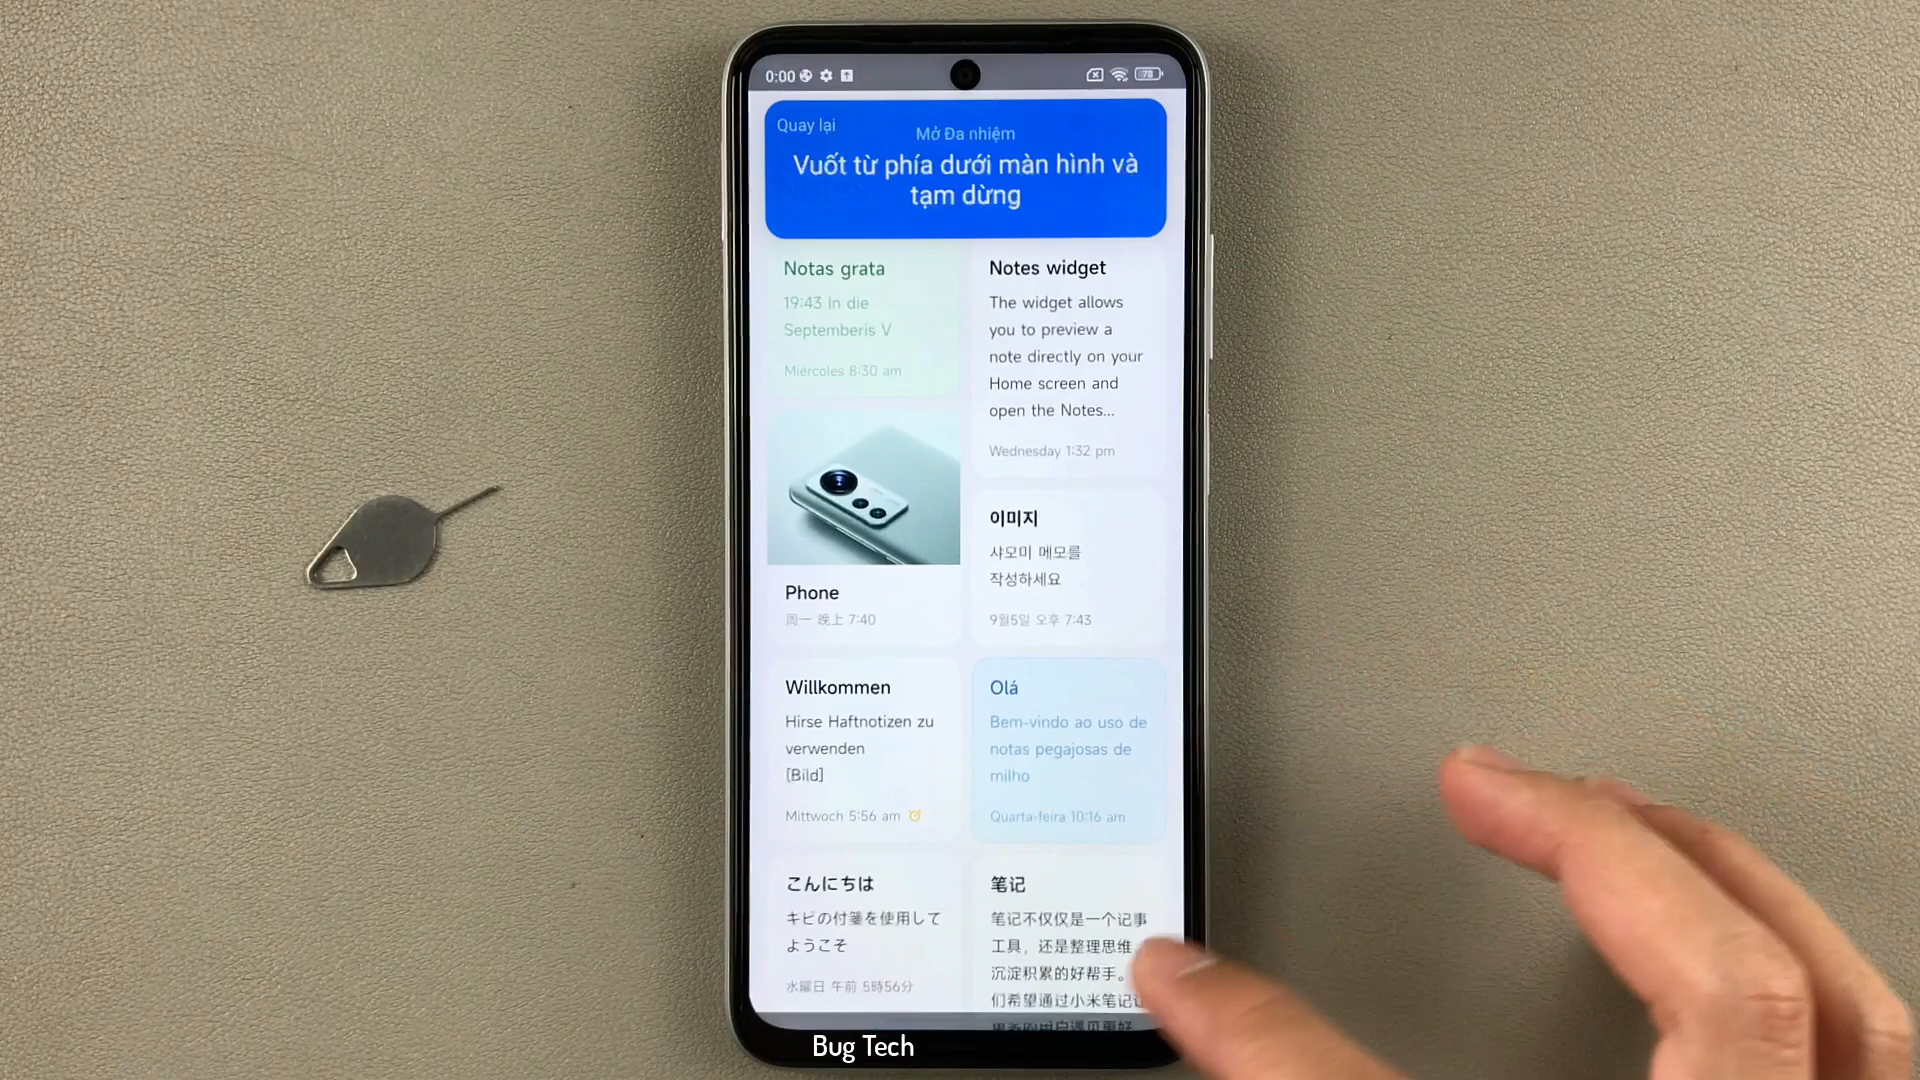 0:00
78
Quay lại
Mở Đa nhiệm
Vuốt từ phía dưới màn hình và
tạm dừng
Notas grata
19:43 In die
Septemberis V
Miércoles 8:30 am
Notes widget
The widget allows
you to preview a
note directly on your
Home screen and
open the Notes...
Wednesday 1:32 pm
Phone
周一 晚上 7:40
이미지
샤오미 메모를
작성하세요
9월5일 오후 7:43
Willkommen
Hirse Haftnotizen zu
verwenden
[Bild]
Mittwoch 5:56 am
Olá
Bem-vindo ao uso de
notas pegajosas de
milho
Quarta-feira 10:16 am
こんにちは
キビの付箋を使用して
ようこそ
水曜日 午前 5時56分
笔记
笔记不仅仅是一个记事
工具，还是整理思维
沉淀积累的好帮手。
们希望通过小米笔记
Bug Tech